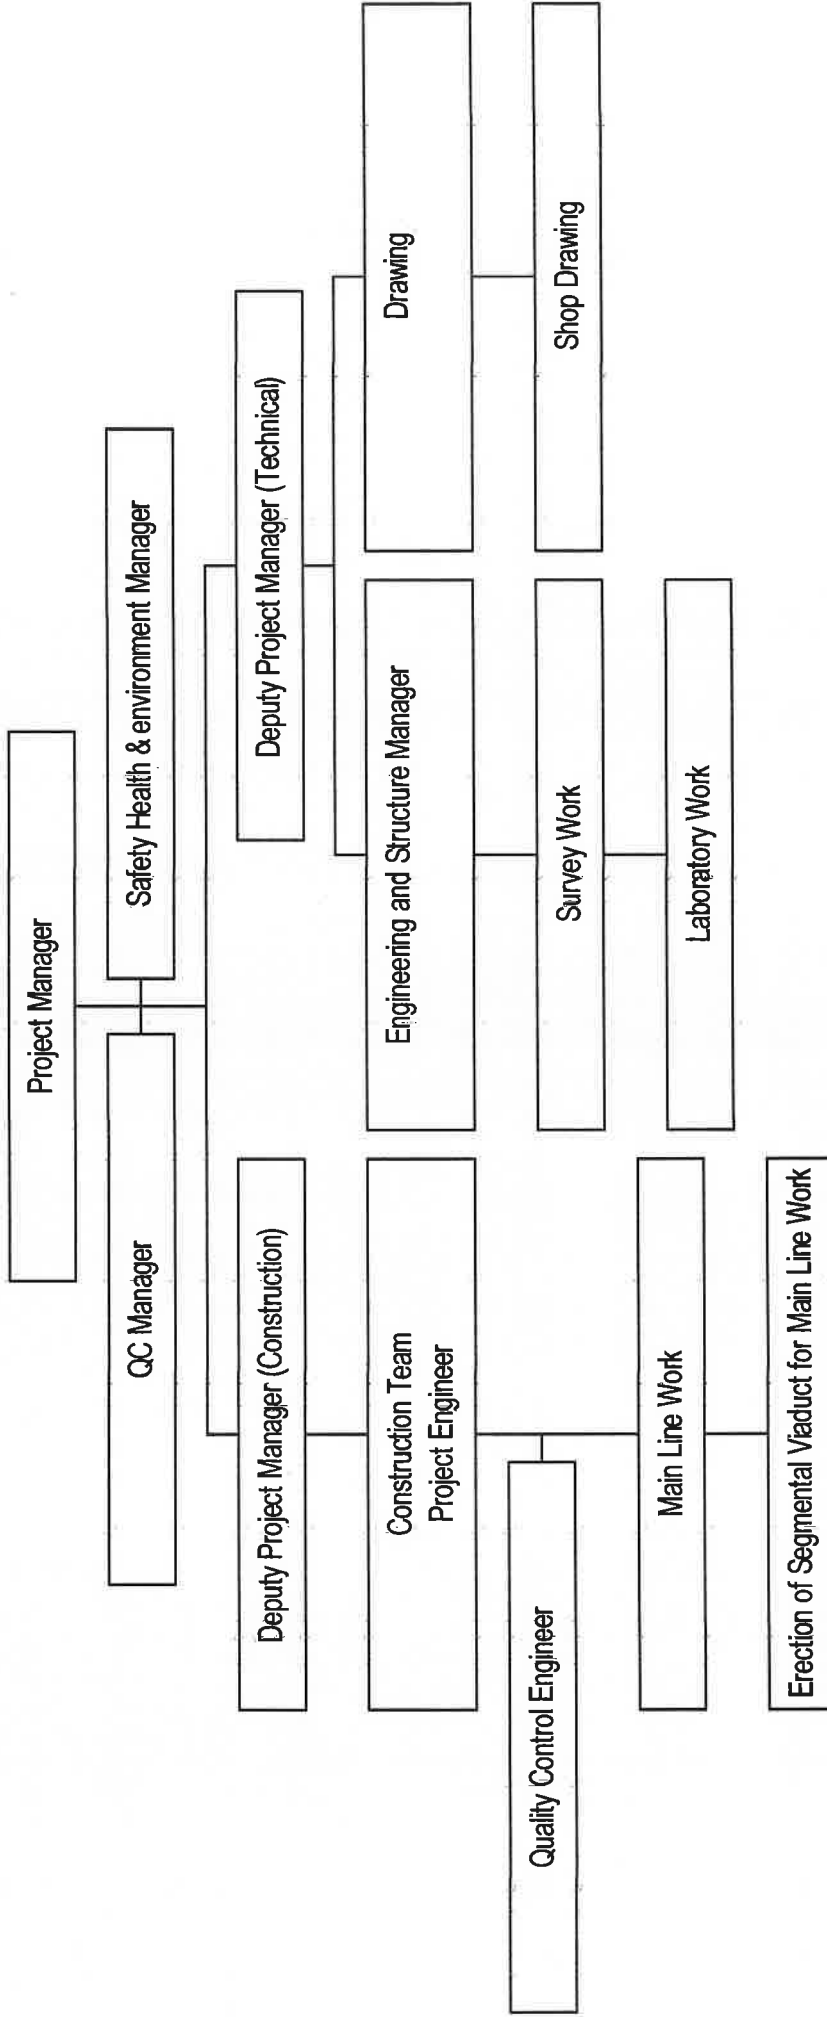 Project Manager
QC Manager
Safety Health & environment Manager
Deputy Project Manager (Construction)
Deputy Project Manager (Technical)
Construction Team
Project Engineer
Engineering and Structure Manager
Drawing
Quality Control Engineer
Survey Work
Shop Drawing
Main Line Work
Laboratory Work
Erection of Segmental Viaduct for Main Line Work